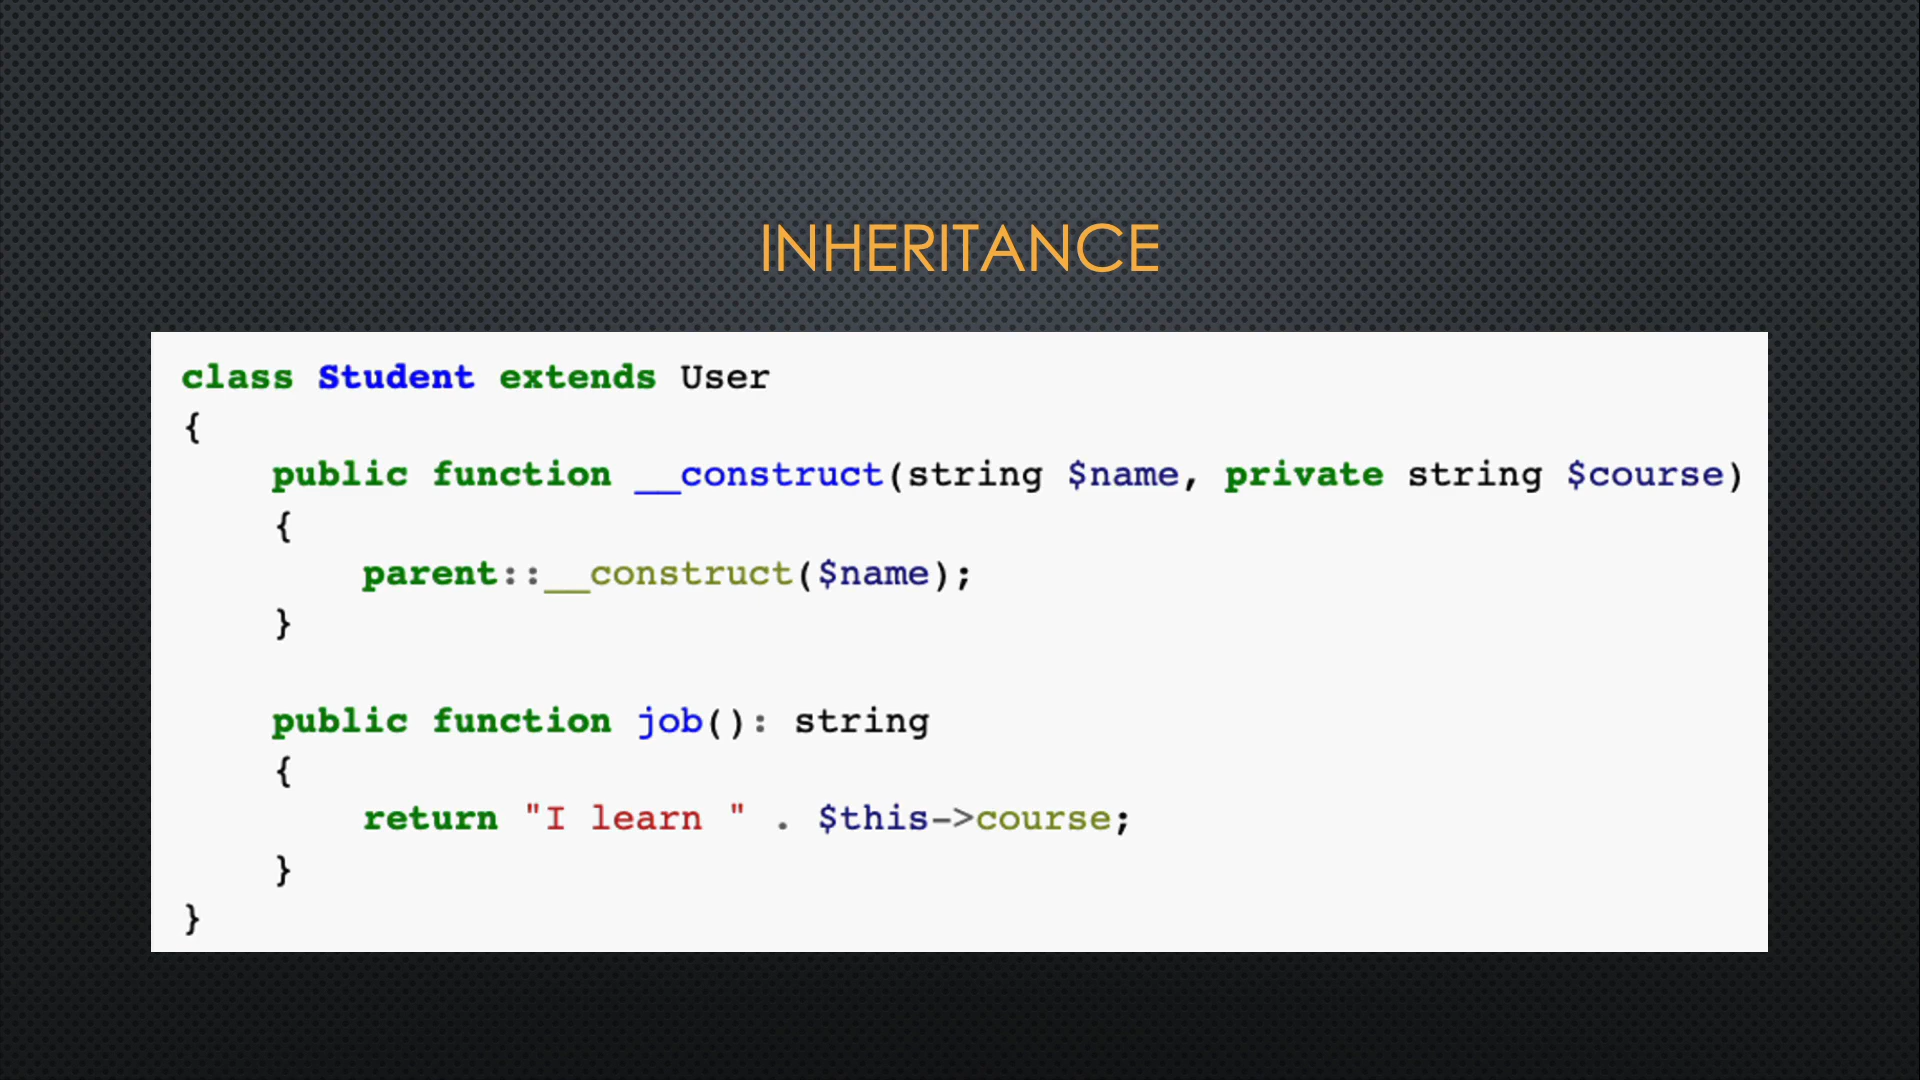 INHERITANCE
class Student extends User
{
    public function __construct(string $name, private string $course)
    {
        parent::__construct($name);
    }

    public function job(): string
    {
        return "I learn " . $this->course;
    }
}